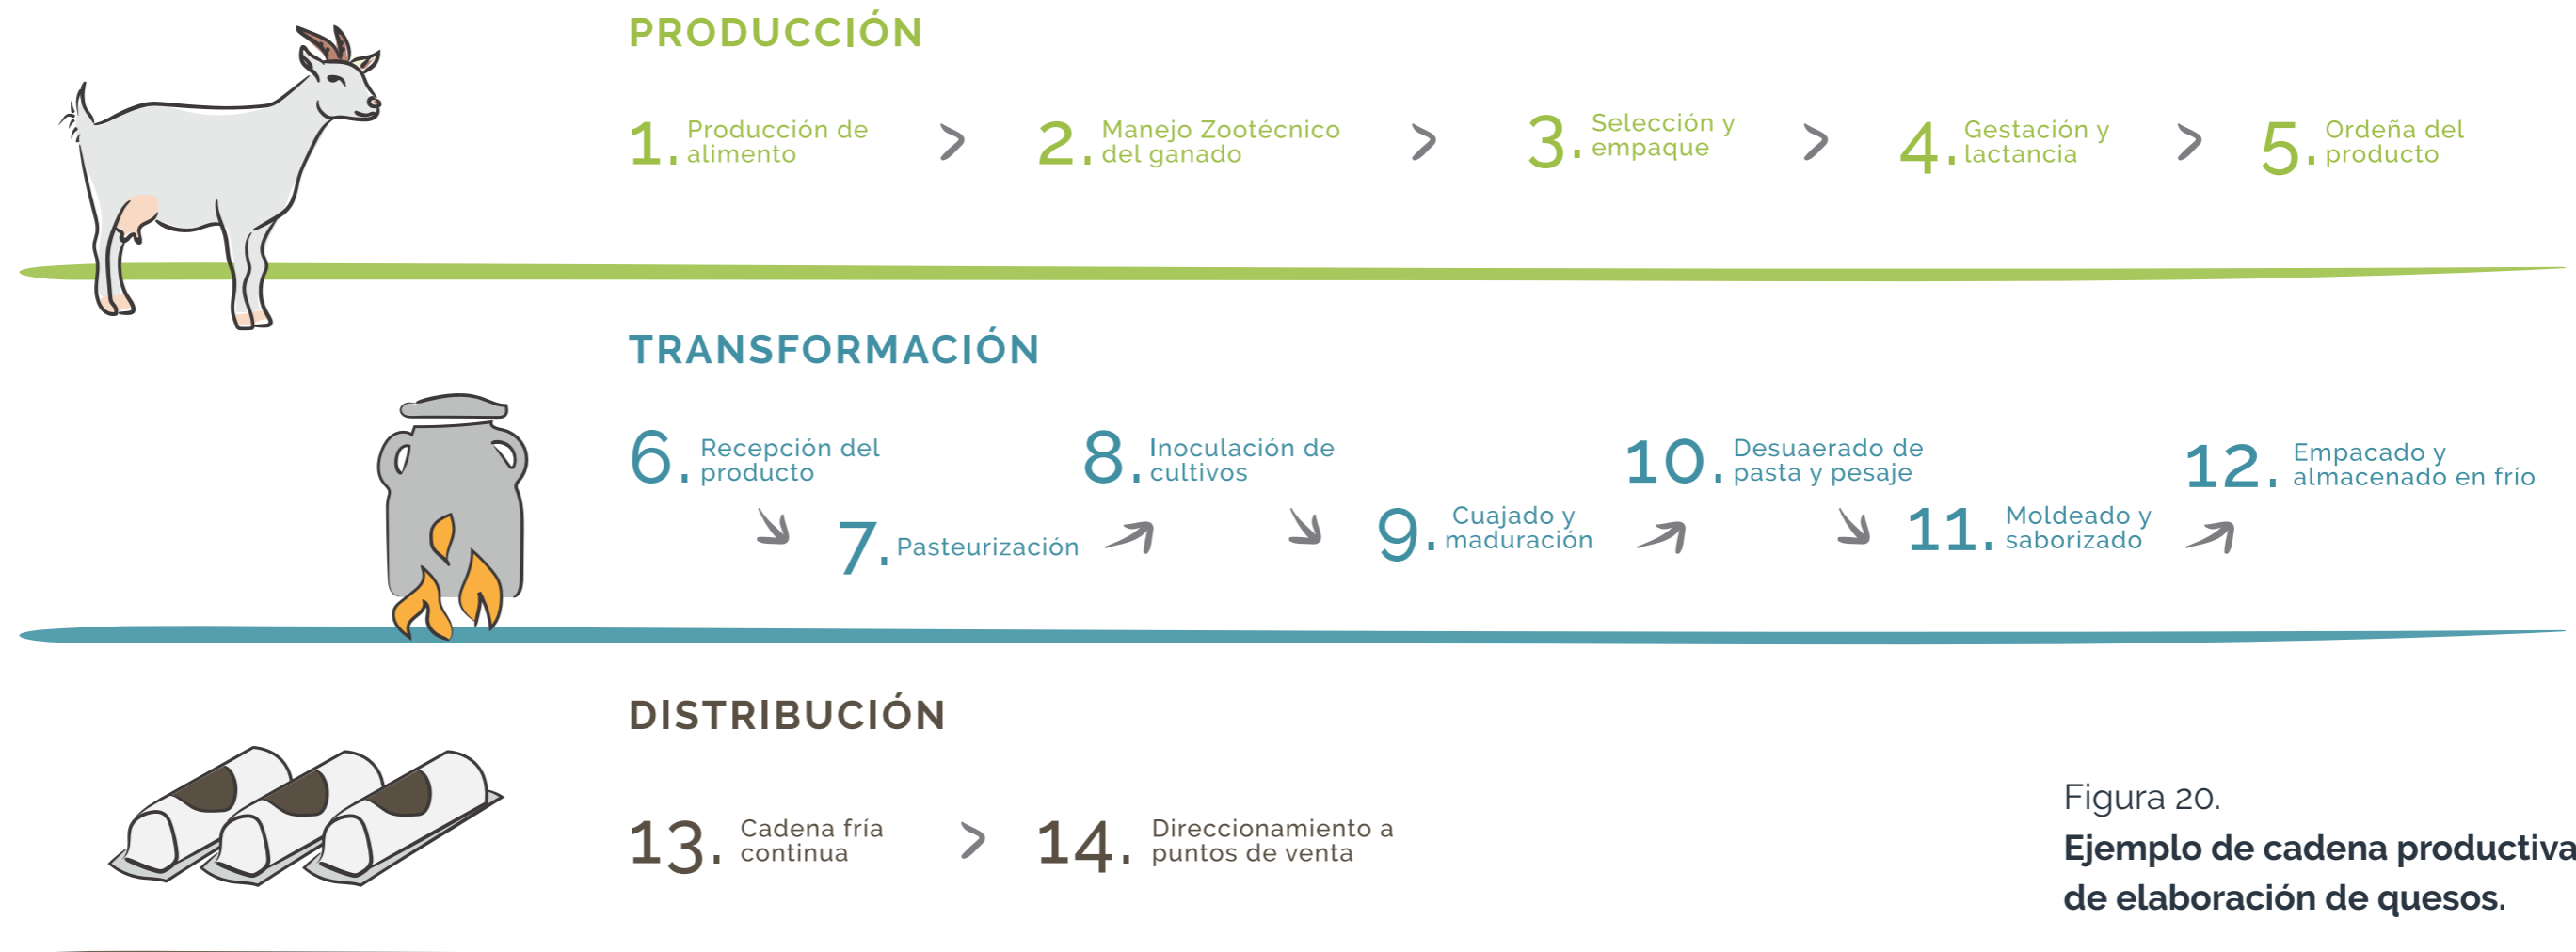 PRODUCCIÓN
1. Producción de
alimento
>
2. Manejo Zootécnico
del ganado
>
3. Selección y
empaque
>
4. Gestación y
lactancia
>
5. Ordeña del
producto
TRANSFORMACIÓN
6. Recepción del
producto
7. Pasteurización
8. Inoculación de
cultivos
9. Cuajado y
maduración
10. Desuaerado de
pasta y pesaje
11. Moldeado y
saborizado
12. Empacado y
almacenado en frío
DISTRIBUCIÓN
13. Cadena fría
continua
>
14. Direccionamiento a
puntos de venta
Figura 20.
Ejemplo de cadena productiva
de elaboración de quesos.